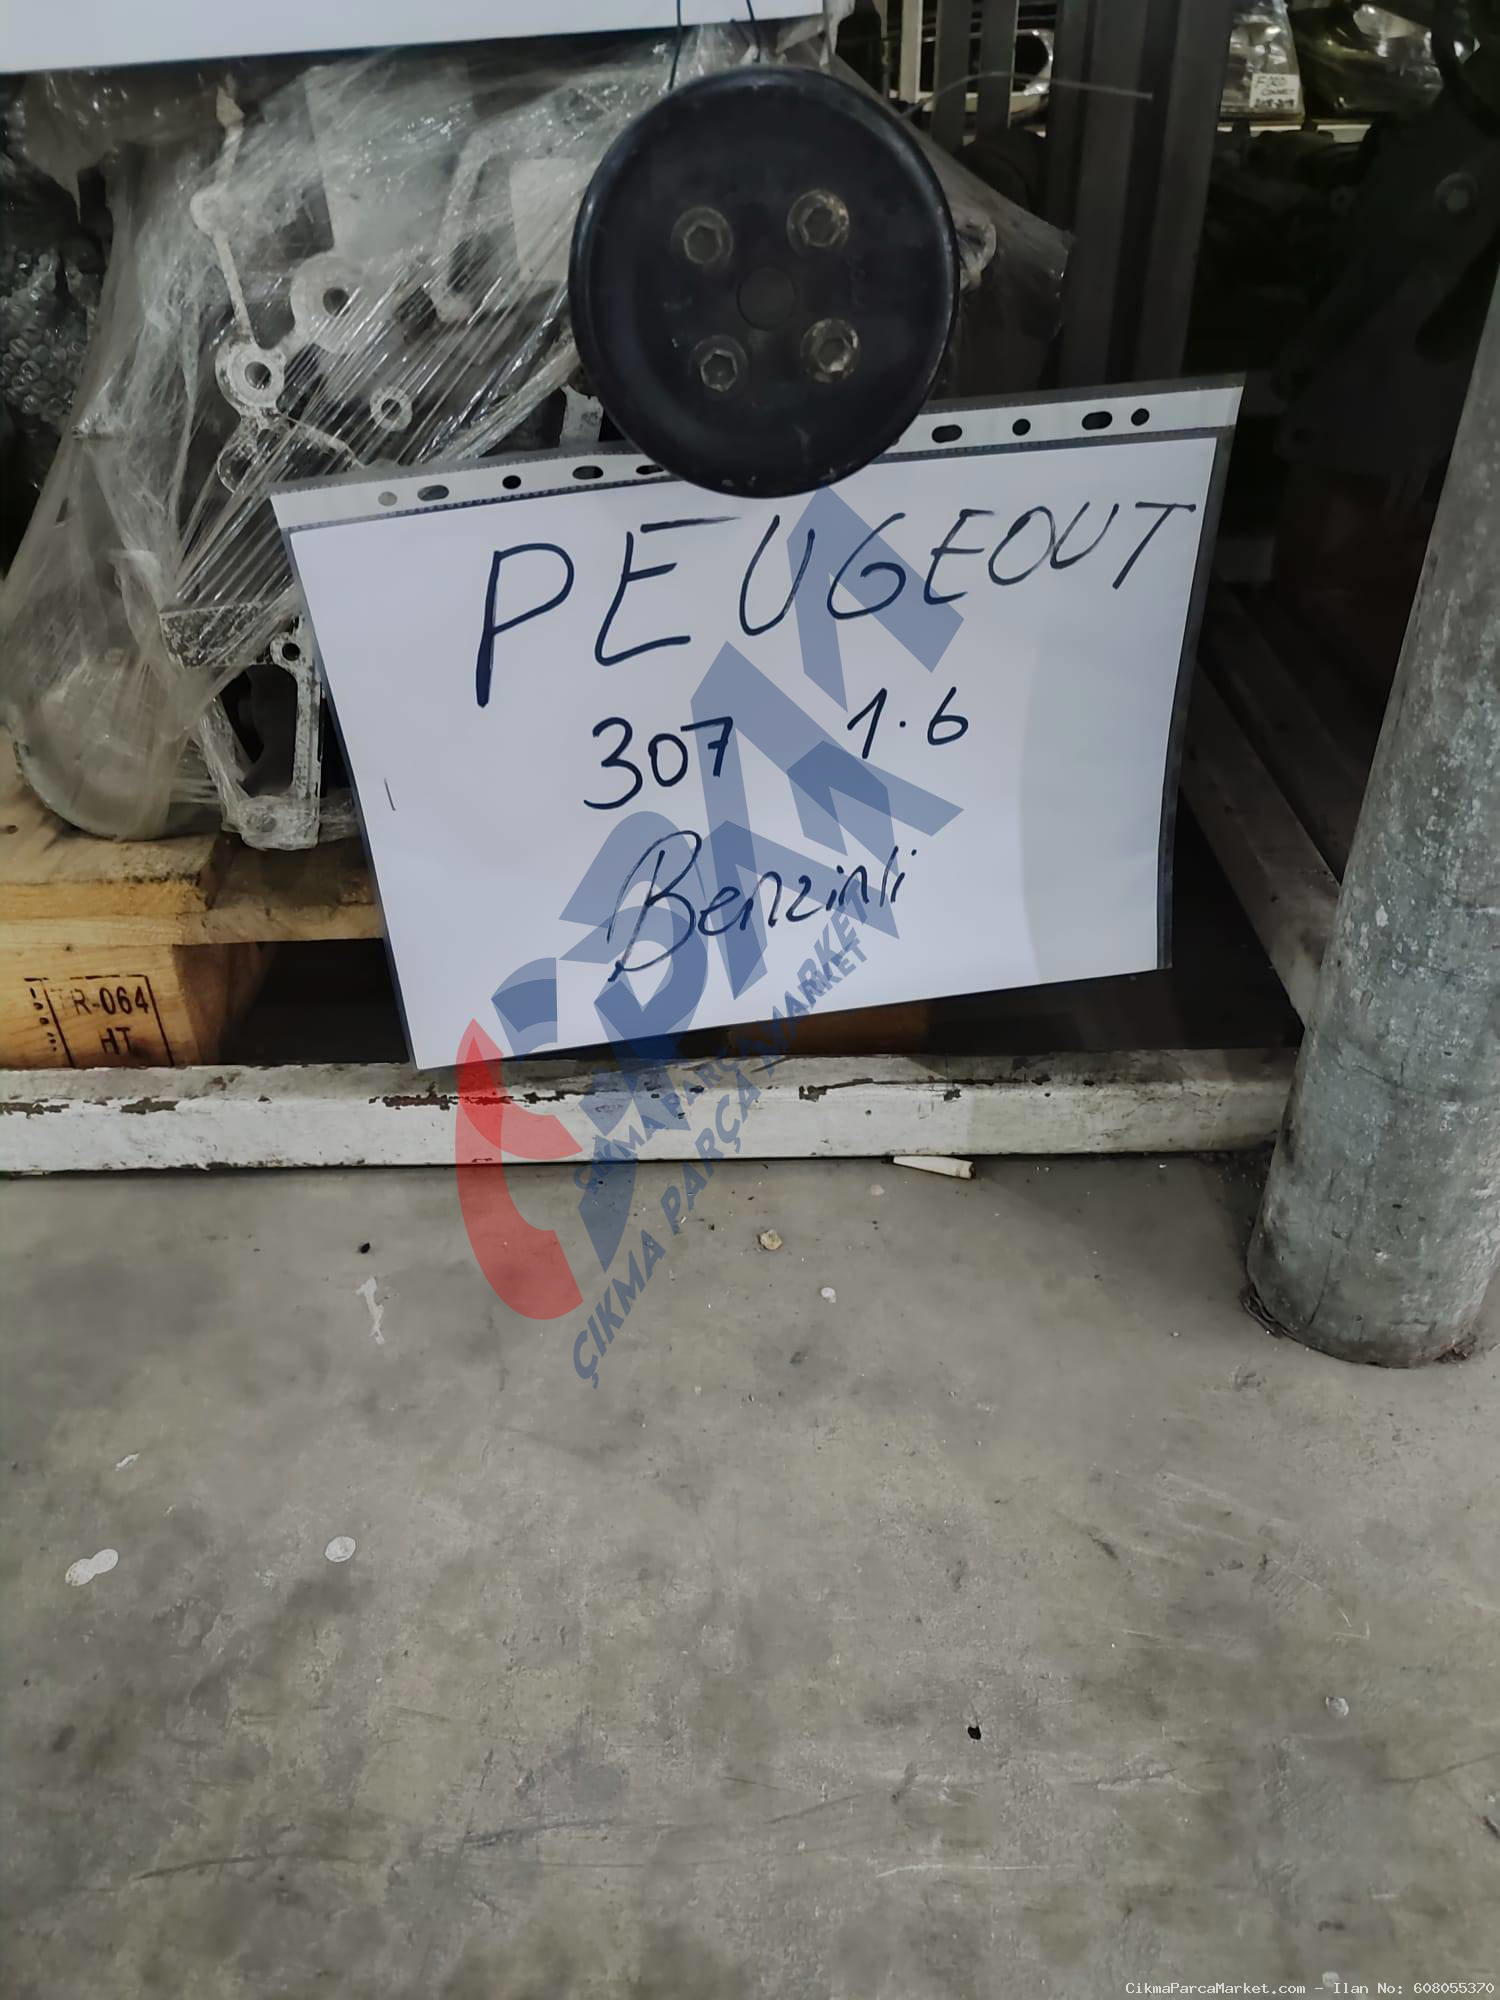 PEUGEOUT
307 1.6
Benzinli
TR-064
HT
ÇIKMA PARÇA MARKET
ÇIKMA PARÇA MARKET
CikmaParcaMarket.com - Ilan No: 608055370